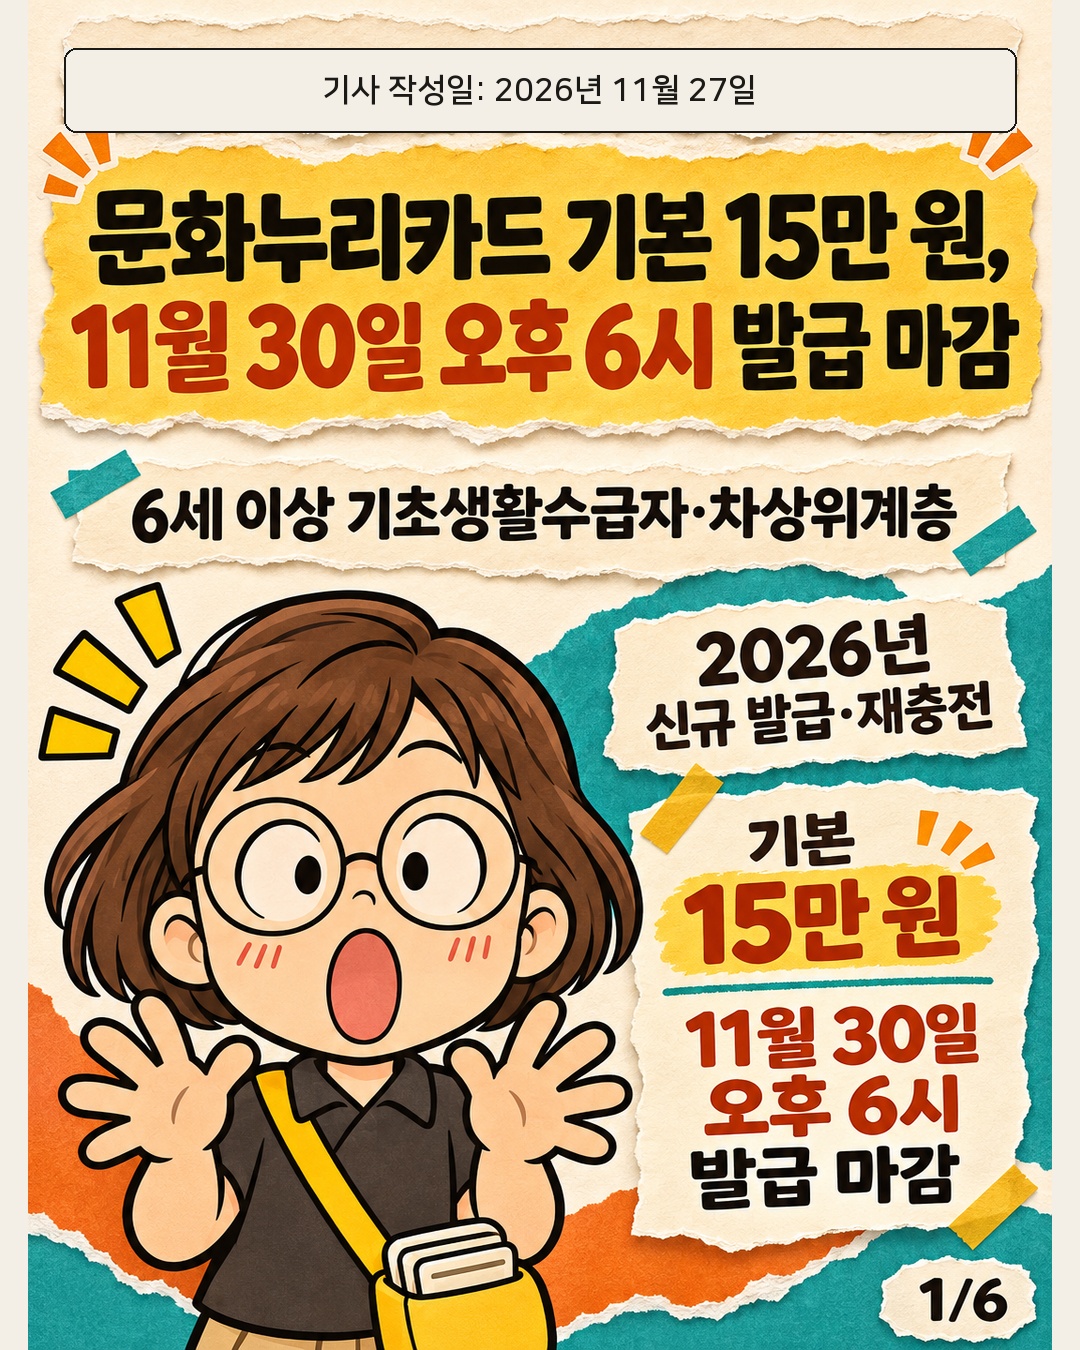 기사 작성일: 2026년 11월 27일
문화누리카드 기본 15만 원,
11월 30일 오후 6시 발급 마감
6세 이상 기초생활수급자·차상위계층
2026년
신규 발급·재충전
기본
15만 원
11월 30일
오후 6시
발급 마감
1/6